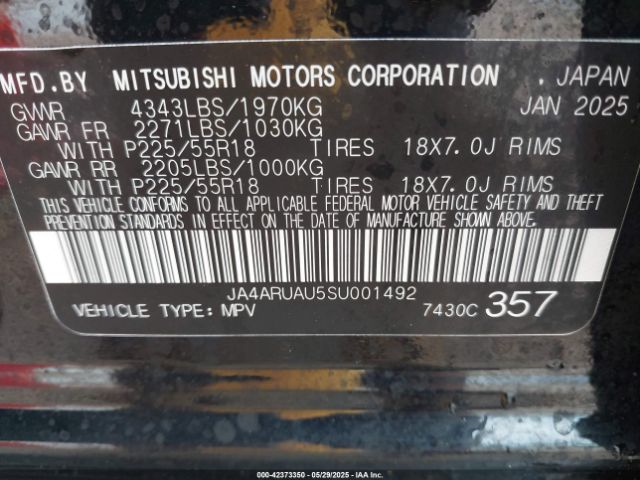 MFD.BY MITSUBISHI MOTORS CORPORATION . JAPAN
GVWR 4343LBS/1970KG JAN 2025
GAWR FR 2271LBS/1030KG
WITH P225/55R18 TIRES 18X7.0J RIMS
GAWR RR 2205LBS/1000KG
WITH P225/55R18 TIRES 18X7.0J RIMS
THIS VEHICLE CONFORMS TO ALL APPLICABLE FEDERAL MOTOR VEHICLE SAFETY AND THEFT
PREVENTION STANDARDS IN EFFECT ON THE DATE OF MANUFACTURE SHOWN ABOVE.
JA4ARUAU5SU001492
VEHICLE TYPE: MPV 7430C 357
000-42373350 - 05/29/2025 - IAA Inc.